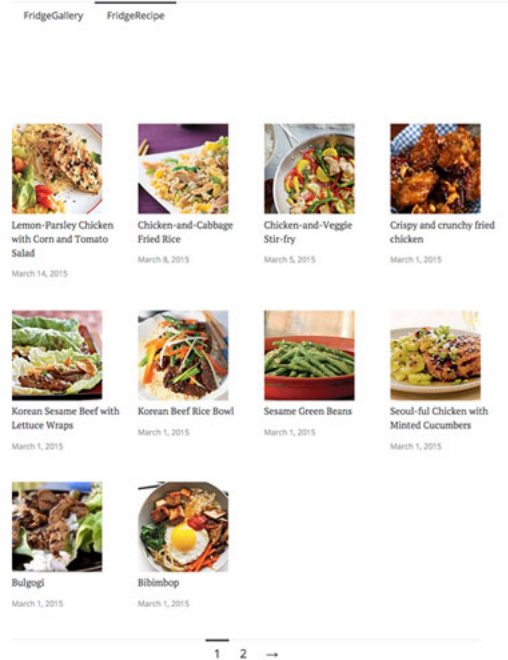 FridgeGallery FridgeRecipe
Lemon-Parsley Chicken
with Corn and Tomato
Salad
March 14, 2015
Chicken-and-Cabbage
Fried Rice
March 8, 2015
Chicken-and-Veggie
Stir-fry
March 5, 2015
Crispy and crunchy fried
chicken
March 1, 2015
Korean Sesame Beef with
Lettuce Wraps
March 1, 2015
Korean Beef Rice Bowl
March 1, 2015
Sesame Green Beans
March 1, 2015
Seoul-ful Chicken with
Minted Cucumbers
March 1, 2015
Bulgogi
March 1, 2015
Bibimbop
March 1, 2015
1 2 →